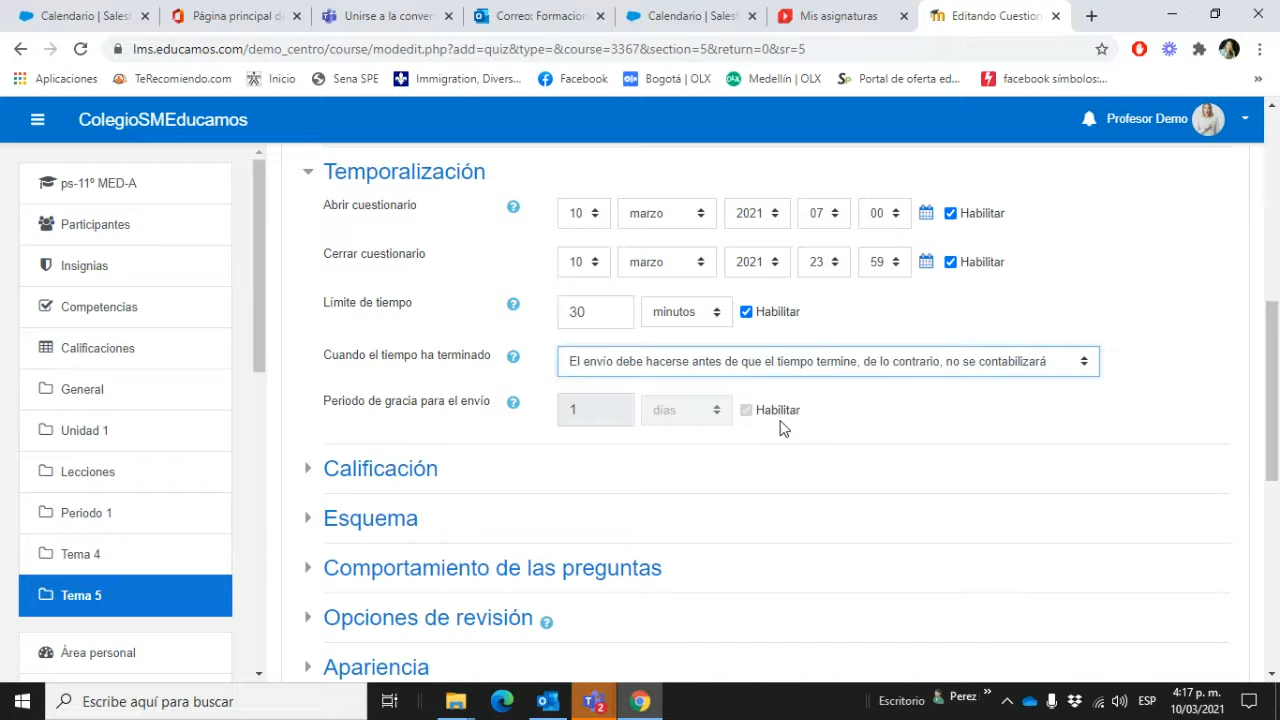 Calendario | Salest
Página principal de
Unirse a la conver
Correo: Formacion
Calendario | Salest
Mis asignaturas
Editando Cuestion
lms.educamos.com/demo_centro/course/modedit.php?add=quiz&type=&course=3367&section=5&return=0&sr=5
Aplicaciones
TeRecomiendo.com
Inicio
Sena SPE
Immigration, Divers...
Facebook
Bogotá | OLX
Medellín | OLX
Portal de oferta ed...
facebook símbolos:...
»
ColegioSMEducamos
Profesor Demo
ps-11º MED-A
Participantes
Insignias
Competencias
Calificaciones
General
Unidad 1
Lecciones
Periodo 1
Tema 4
Tema 5
Área personal
Temporalización
Abrir cuestionario
10 marzo 2021 07 00 Habilitar
Cerrar cuestionario
10 marzo 2021 23 59 Habilitar
Límite de tiempo
30 minutos Habilitar
Cuando el tiempo ha terminado
El envío debe hacerse antes de que el tiempo termine, de lo contrario, no se contabilizará
Periodo de gracia para el envío
1 días Habilitar
Calificación
Esquema
Comportamiento de las preguntas
Opciones de revisión
Apariencia
Escribe aquí para buscar
Escritorio
Perez
»
ESP
4:17 p. m.
10/03/2021